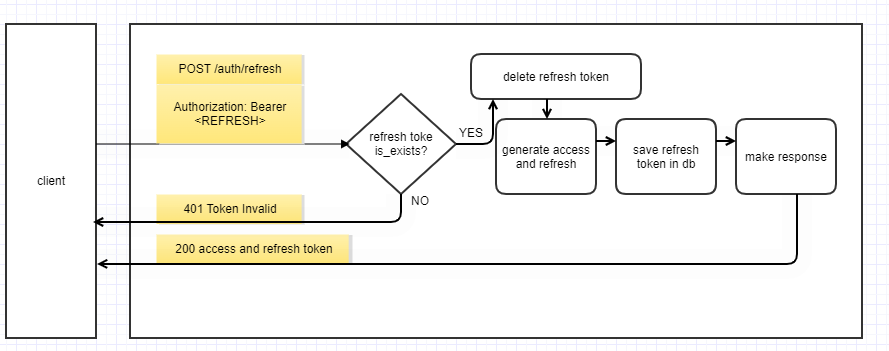 client
POST /auth/refresh
Authorization: Bearer
<REFRESH>
refresh toke
is_exists?
YES
NO
delete refresh token
generate access
and refresh
save refresh
token in db
make response
401 Token Invalid
200 access and refresh token